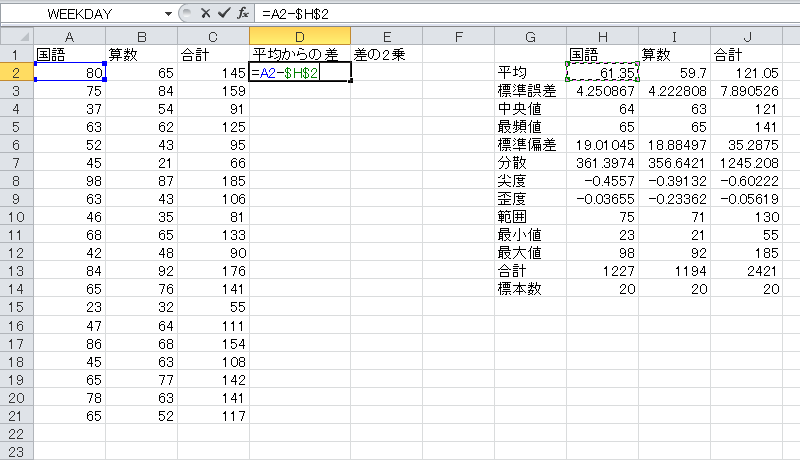 WEEKDAY fx =A2-$H$2
A B C D E F G H I J
1 国語 算数 合計 平均からの差 差の2乗 国語 算数 合計
2 80 65 145 =A2-$H$2 平均 61.35 59.7 121.05
3 75 84 159 標準誤差 4.250867 4.222808 7.890526
4 37 54 91 中央値 64 63 121
5 63 62 125 最頻値 65 65 141
6 52 43 95 標準偏差 19.01045 18.88497 35.2875
7 45 21 66 分散 361.3974 356.6421 1245.208
8 98 87 185 尖度 -0.4557 -0.39132 -0.60222
9 63 43 106 歪度 -0.03655 -0.23362 -0.05619
10 46 35 81 範囲 75 71 130
11 68 65 133 最小値 23 21 55
12 42 48 90 最大値 98 92 185
13 84 92 176 合計 1227 1194 2421
14 65 76 141 標本数 20 20 20
15 23 32 55
16 47 64 111
17 86 68 154
18 45 63 108
19 65 77 142
20 78 63 141
21 65 52 117
22
23